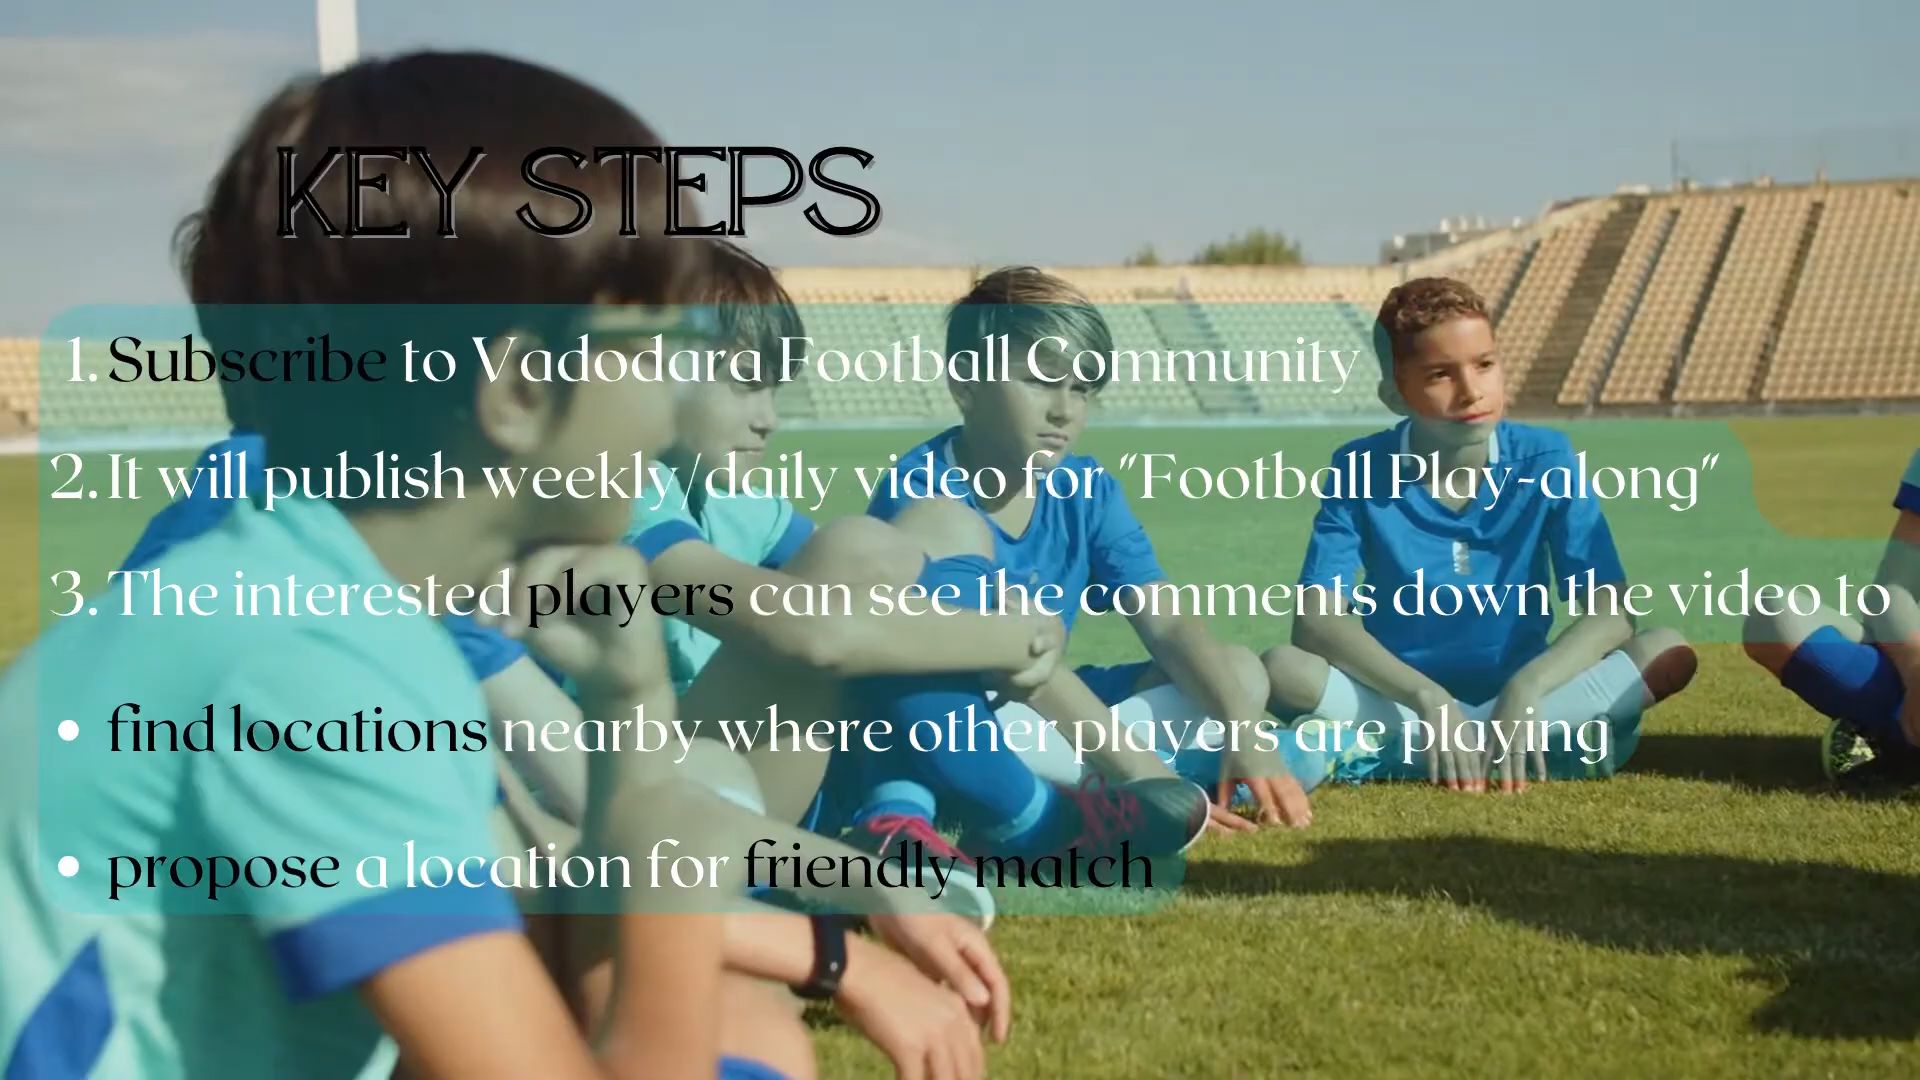 KEY STEPS
1. Subscribe to Vadodara Football Community
2. It will publish weekly/daily video for "Football Play-along"
3. The interested players can see the comments down the video to
• find locations nearby where other players are playing
• propose a location for friendly match